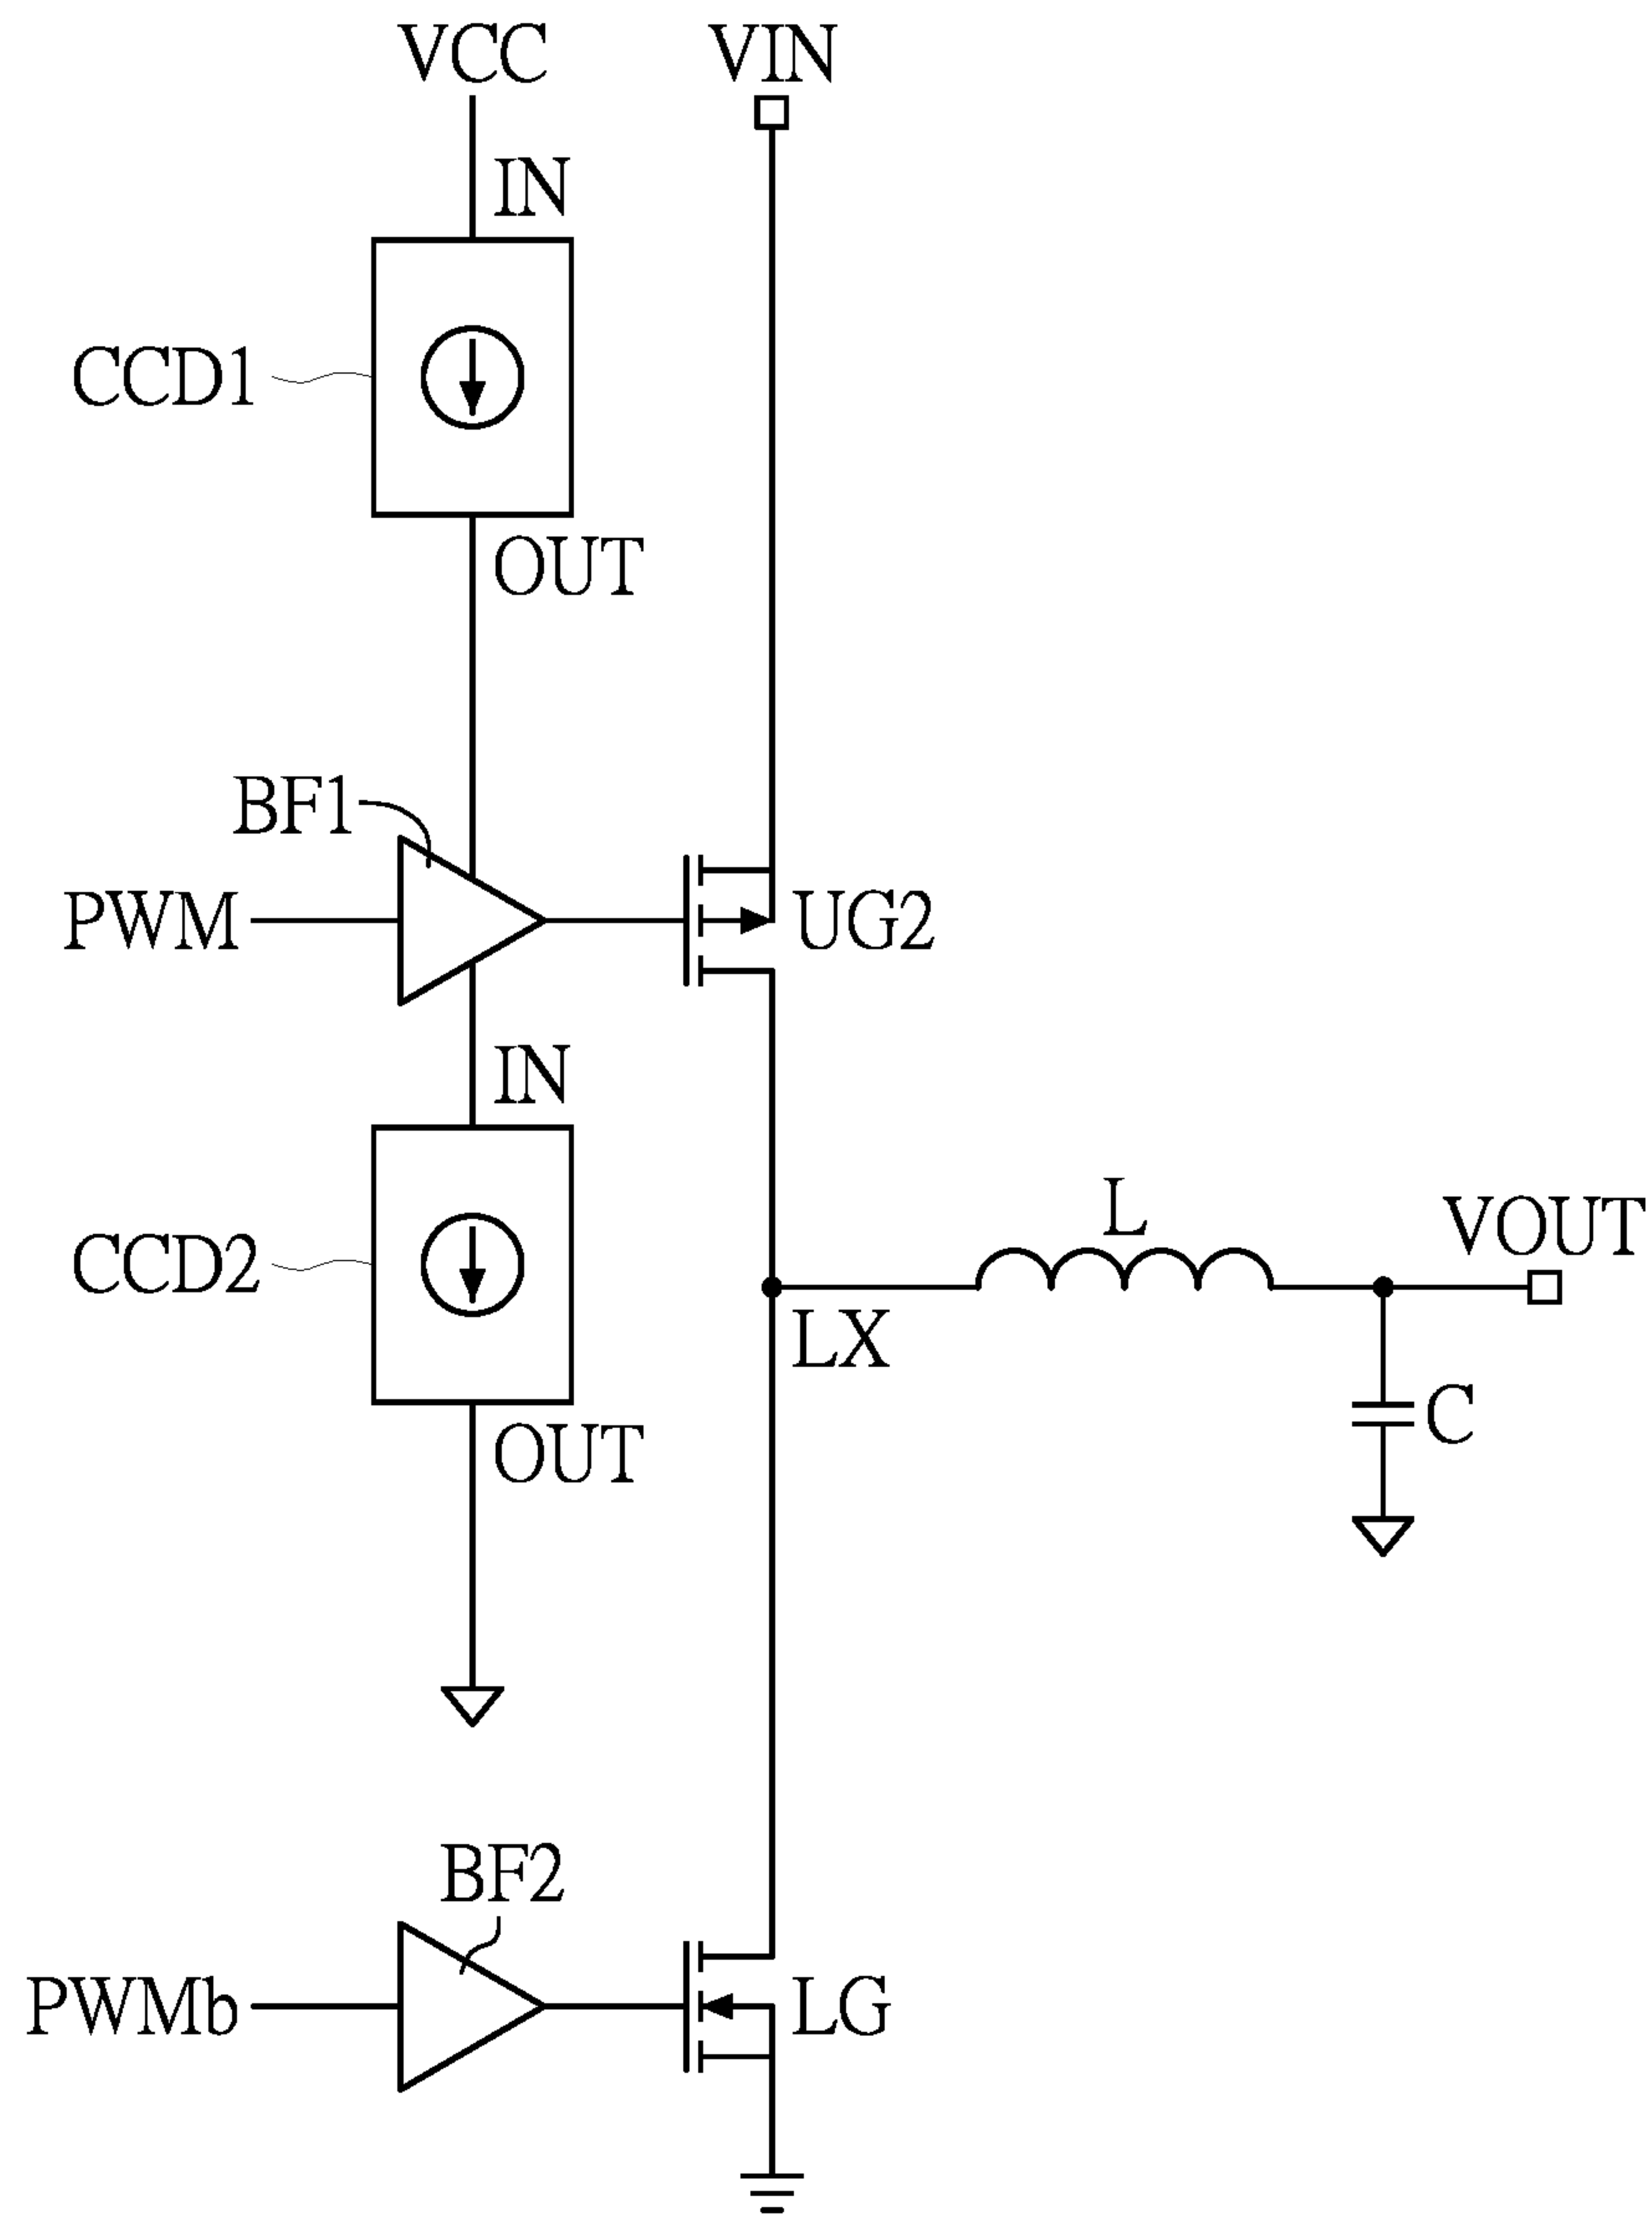 VCC
VIN
IN
CCD1
OUT
BF1
PWM
UG2
IN
CCD2
L
VOUT
LX
C
OUT
BF2
PWMb
LG